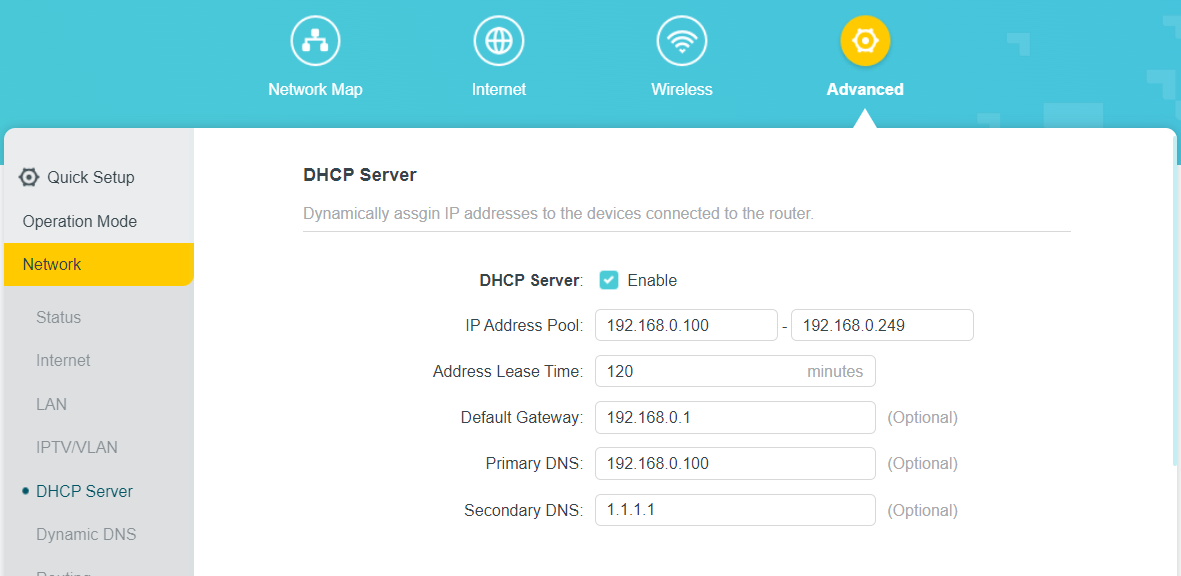 Network Map
Internet
Wireless
Advanced
Quick Setup
Operation Mode
Network
Status
Internet
LAN
IPTV/VLAN
DHCP Server
Dynamic DNS
Routing
DHCP Server
Dynamically assgin IP addresses to the devices connected to the router.
DHCP Server: Enable
IP Address Pool: 192.168.0.100 - 192.168.0.249
Address Lease Time: 120 minutes
Default Gateway: 192.168.0.1 (Optional)
Primary DNS: 192.168.0.100 (Optional)
Secondary DNS: 1.1.1.1 (Optional)